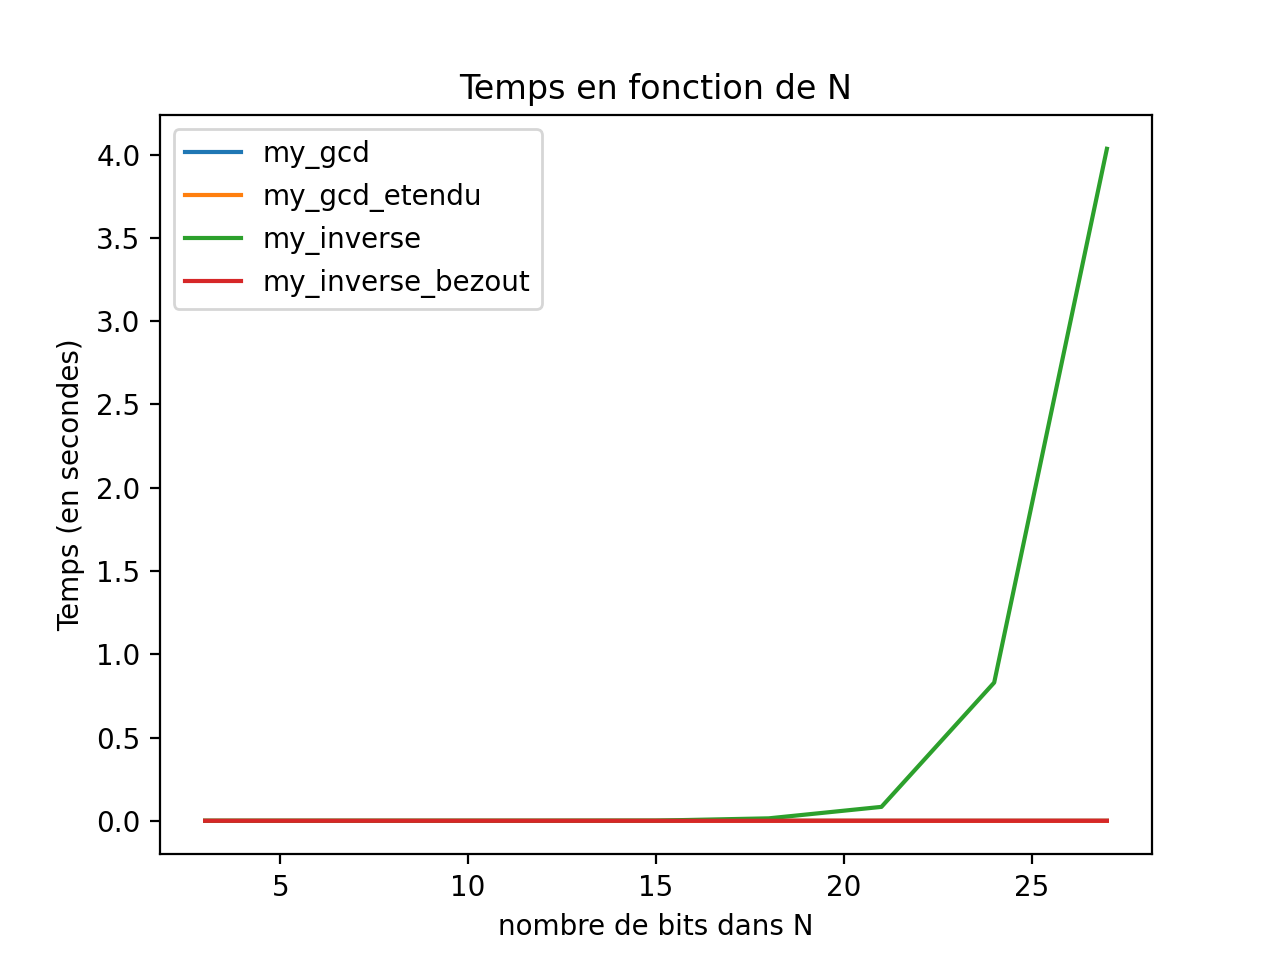 Temps en fonction de N
my_gcd
my_gcd_etendu
my_inverse
my_inverse_bezout
Temps (en secondes)
4.0
3.5
3.0
2.5
2.0
1.5
1.0
0.5
0.0
5 10 15 20 25
nombre de bits dans N